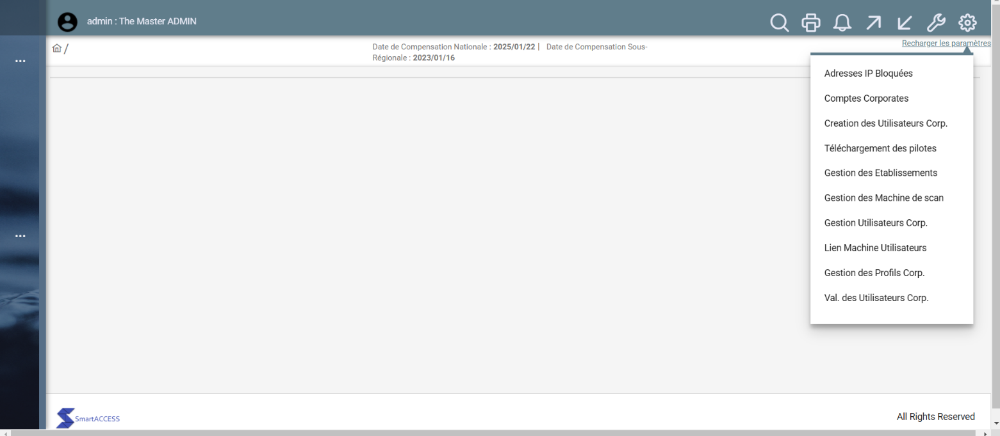 admin : The Master ADMIN
/
Date de Compensation Nationale : 2025/01/22 | Date de Compensation Sous-
Régionale : 2023/01/16
Recharger les paramètres
...
Adresses IP Bloquées
Comptes Corporates
Creation des Utilisateurs Corp.
Téléchargement des pilotes
Gestion des Etablissements
Gestion des Machine de scan
Gestion Utilisateurs Corp.
...
Lien Machine Utilisateurs
Gestion des Profils Corp.
Val. des Utilisateurs Corp.
SmartACCESS
All Rights Reserved